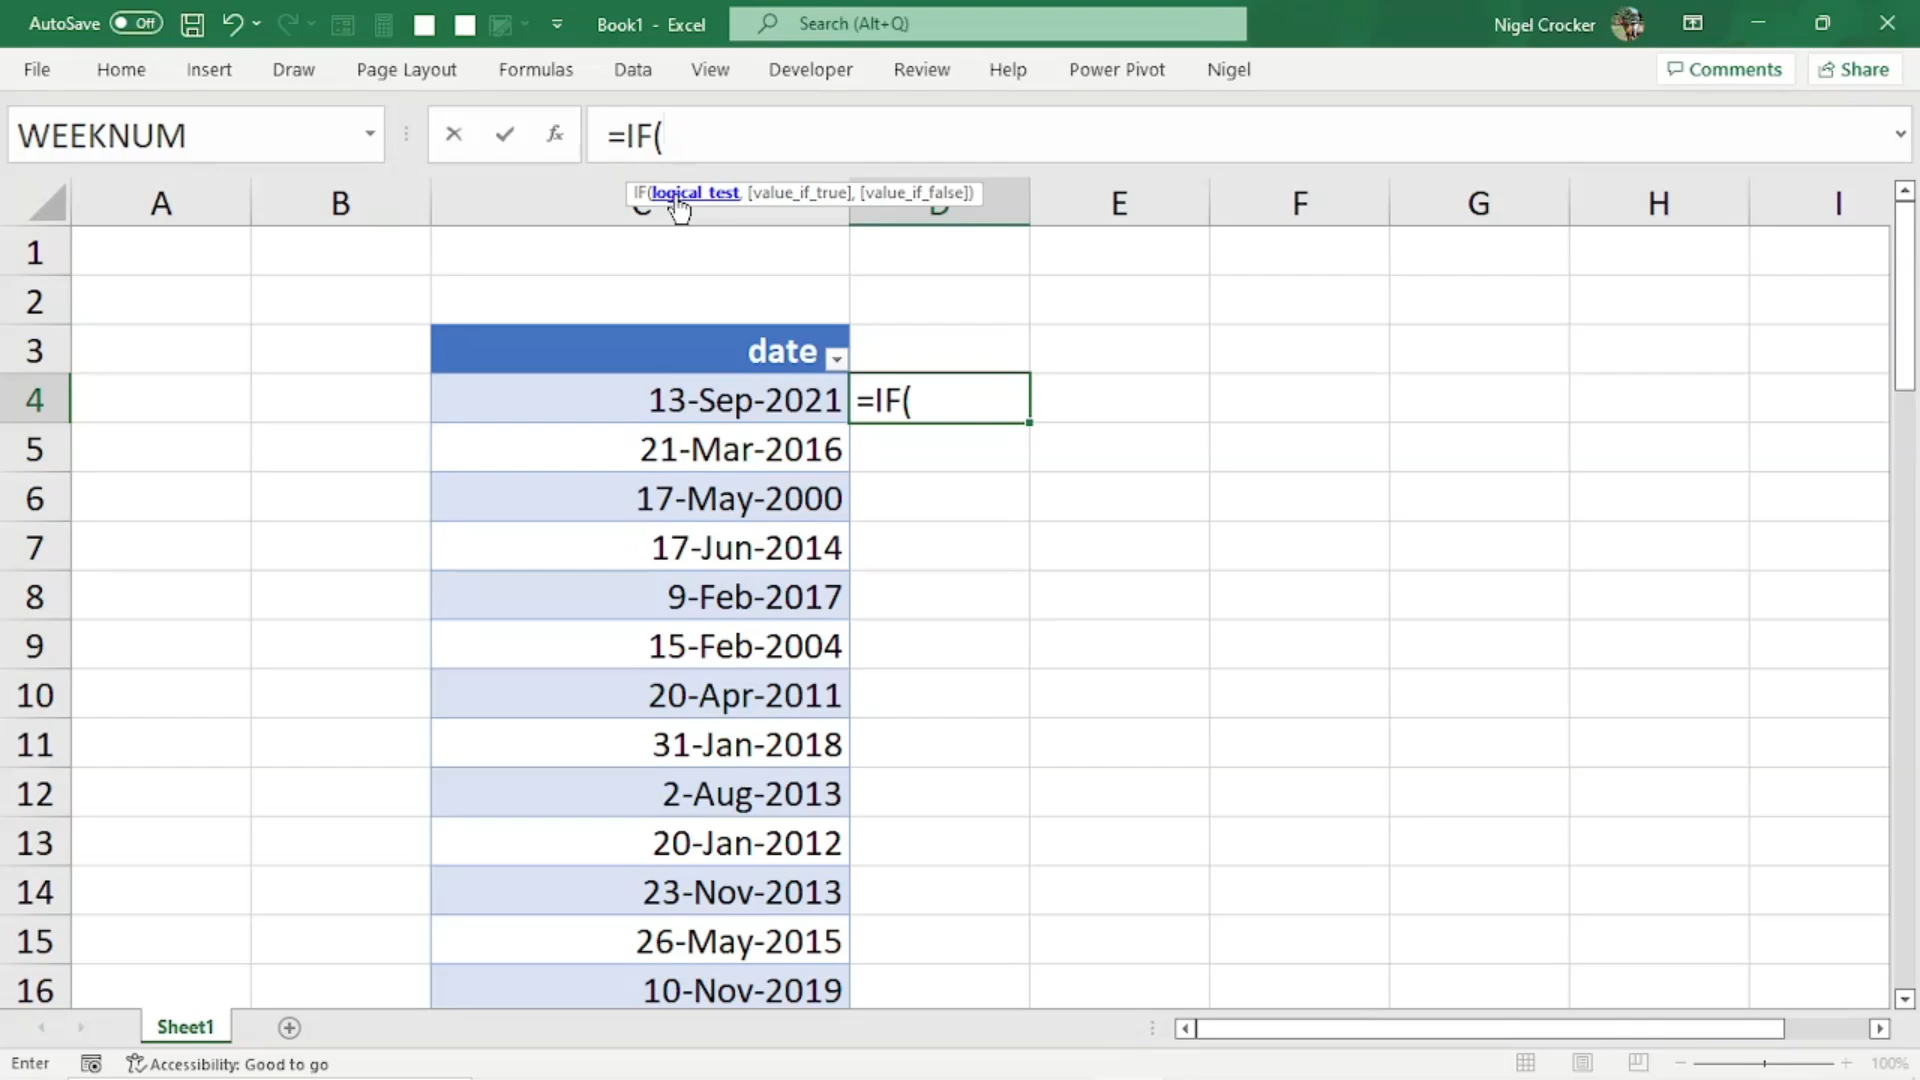 AutoSave Off Book1 - Excel Search (Alt+Q) Nigel Crocker
File Home Insert Draw Page Layout Formulas Data View Developer Review Help Power Pivot Nigel Comments Share
WEEKNUM fx =IF(
IF(logical_test, [value_if_true], [value_if_false])
A B C D E F G H I
1
2
3 date
4 13-Sep-2021 =IF(
5 21-Mar-2016
6 17-May-2000
7 17-Jun-2014
8 9-Feb-2017
9 15-Feb-2004
10 20-Apr-2011
11 31-Jan-2018
12 2-Aug-2013
13 20-Jan-2012
14 23-Nov-2013
15 26-May-2015
16 10-Nov-2019
Sheet1
Enter Accessibility: Good to go 100%